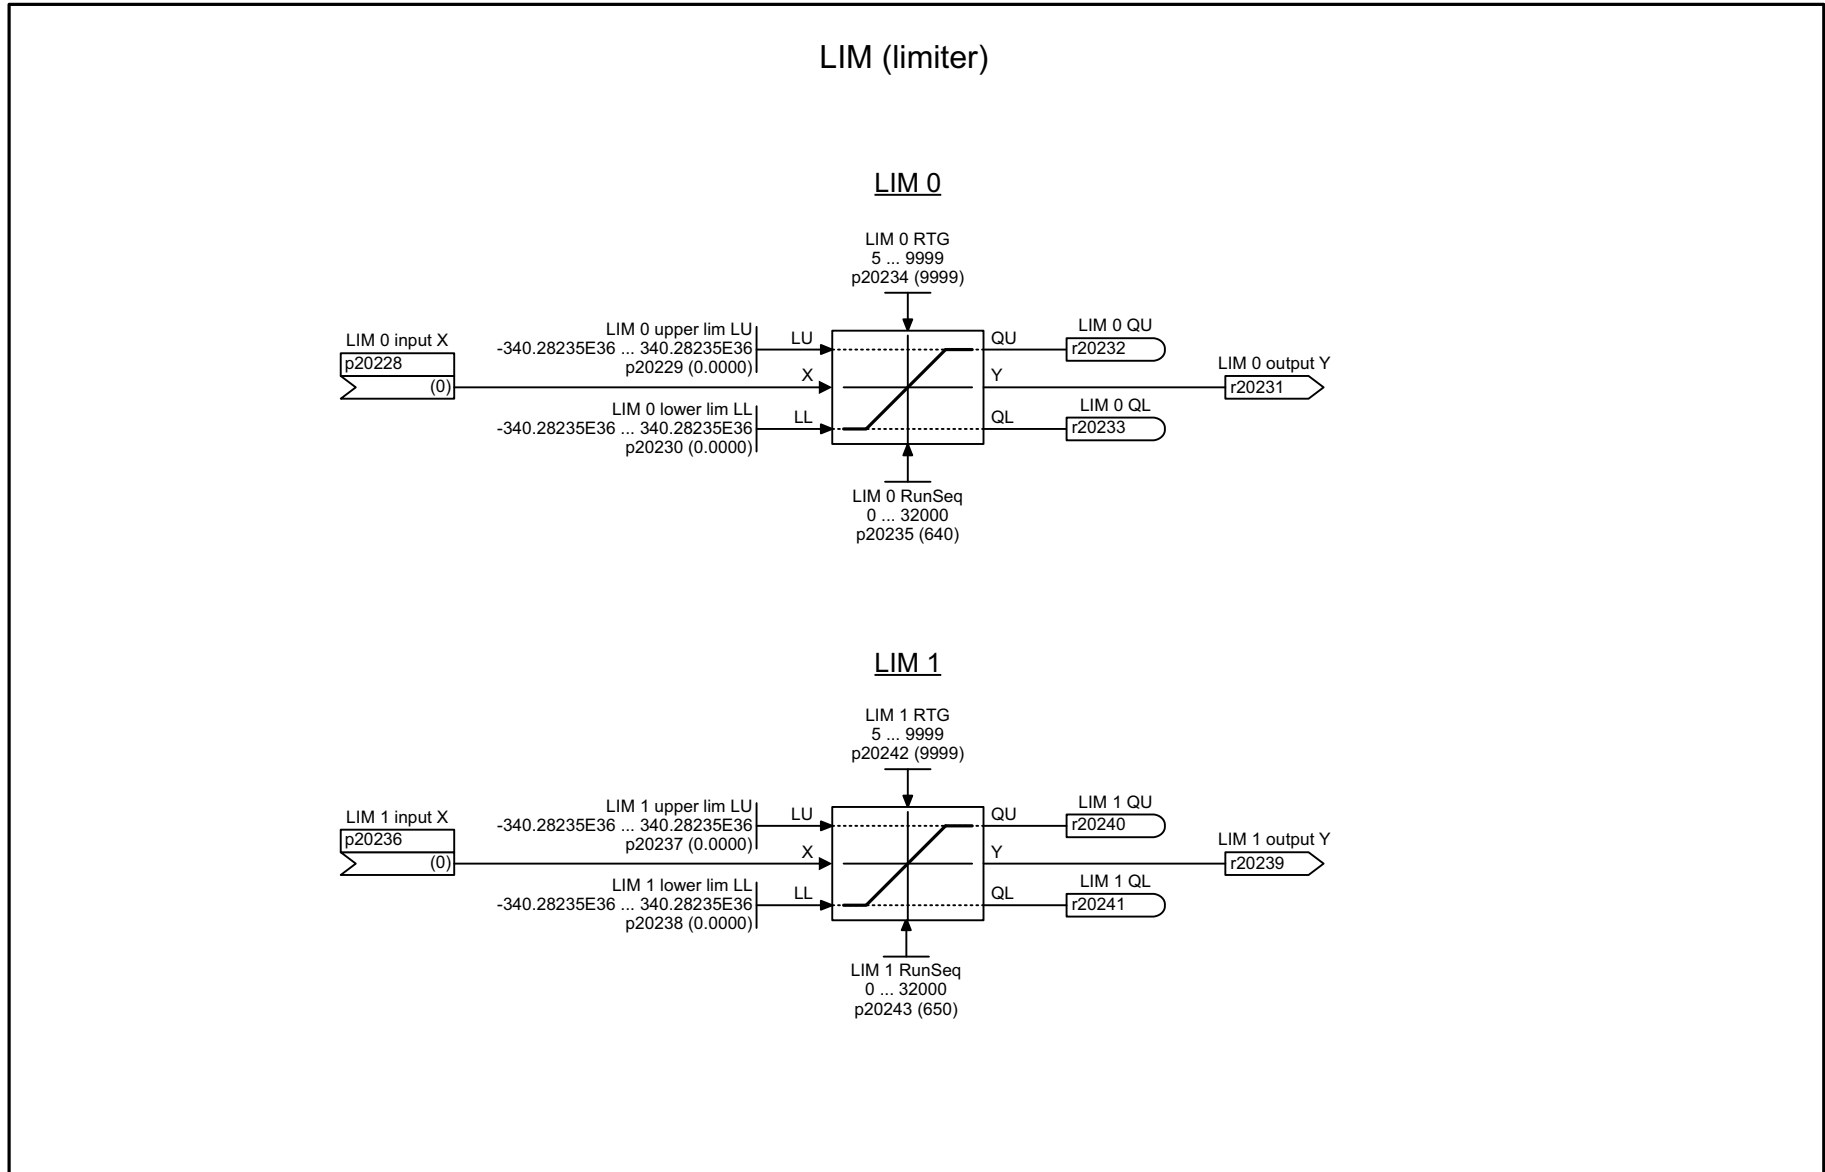 LIM (limiter)
LIM 0
LIM 0 RTG
5 ... 9999
p20234 (9999)
LIM 0 input X
p20228
(0)
LIM 0 upper lim LU
-340.28235E36 ... 340.28235E36
p20229 (0.0000)
LU
X
LIM 0 lower lim LL
-340.28235E36 ... 340.28235E36
p20230 (0.0000)
LL
QU
Y
QL
LIM 0 QU
r20232
LIM 0 output Y
r20231
LIM 0 QL
r20233
LIM 0 RunSeq
0 ... 32000
p20235 (640)
LIM 1
LIM 1 RTG
5 ... 9999
p20242 (9999)
LIM 1 input X
p20236
(0)
LIM 1 upper lim LU
-340.28235E36 ... 340.28235E36
p20237 (0.0000)
LU
X
LIM 1 lower lim LL
-340.28235E36 ... 340.28235E36
p20238 (0.0000)
LL
QU
Y
QL
LIM 1 QU
r20240
LIM 1 output Y
r20239
LIM 1 QL
r20241
LIM 1 RunSeq
0 ... 32000
p20243 (650)